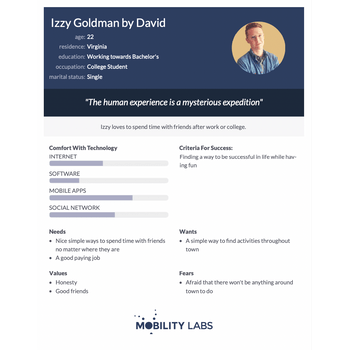 Izzy Goldman by David
age: 22
residence: Virginia
education: Working towards Bachelor's
occupation: College Student
marital status: Single
"The human experience is a mysterious expedition"
Izzy loves to spend time with friends after work or college.
Comfort With Technology
INTERNET
SOFTWARE
MOBILE APPS
SOCIAL NETWORK
Criteria For Success:
Finding a way to be successful in life while hav-
ing fun
Needs
• Nice simple ways to spend time with friends
no matter where they are
• A good paying job
Wants
• A simple way to find activities throughout
town
Values
• Honesty
• Good friends
Fears
• Afraid that there won't be anything around
town to do
MOBILITY LABS